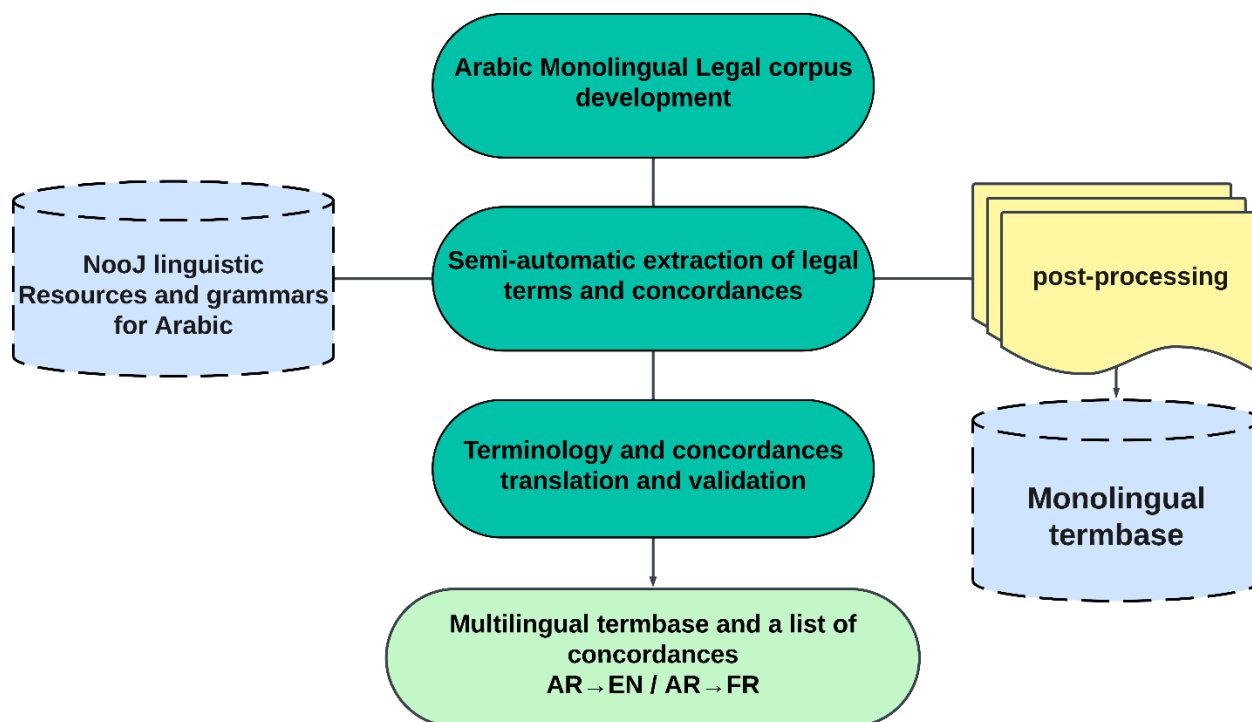 Arabic Monolingual Legal corpus
development
NooJ linguistic
Resources and grammars
for Arabic
Semi-automatic extraction of legal
terms and concordances
post-processing
Terminology and concordances
translation and validation
Monolingual
termbase
Multilingual termbase and a list of
concordances
AR→EN / AR→FR